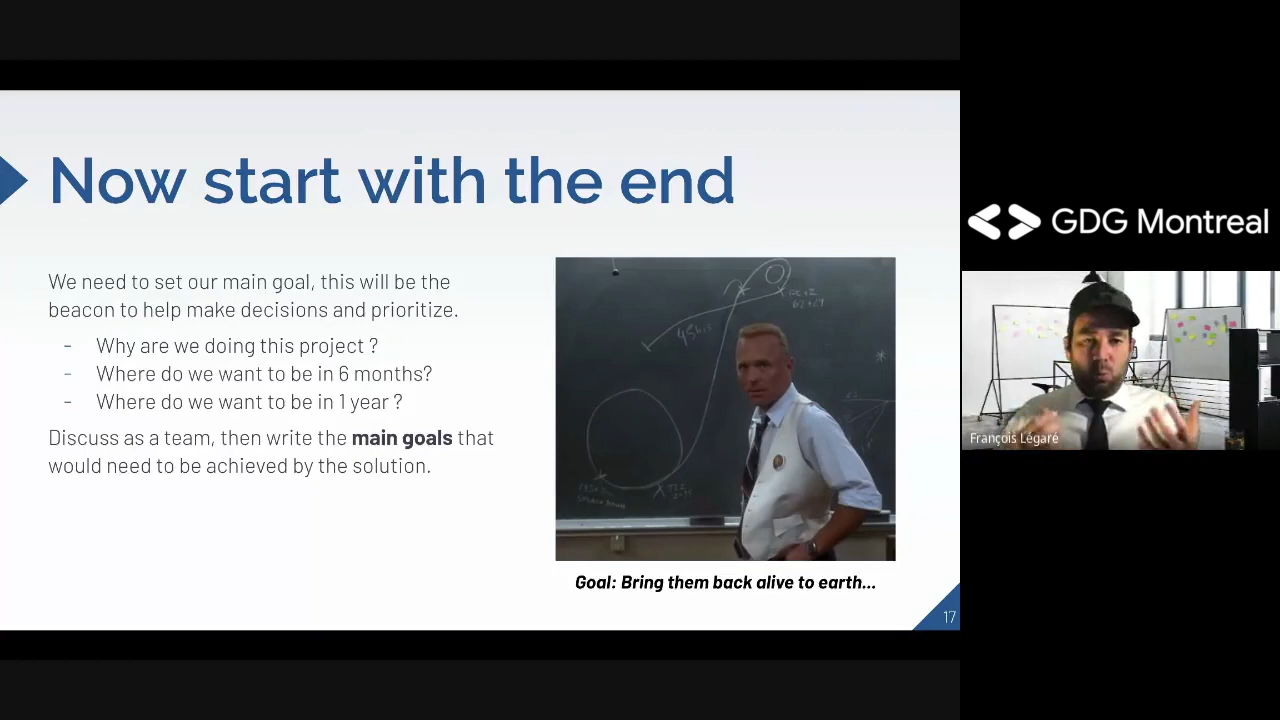 Now start with the end
We need to set our main goal, this will be the
beacon to help make decisions and prioritize.
- Why are we doing this project ?
- Where do we want to be in 6 months?
- Where do we want to be in 1 year ?
Discuss as a team, then write the main goals that
would need to be achieved by the solution.
Goal: Bring them back alive to earth...
17
GDG Montreal
François Légaré